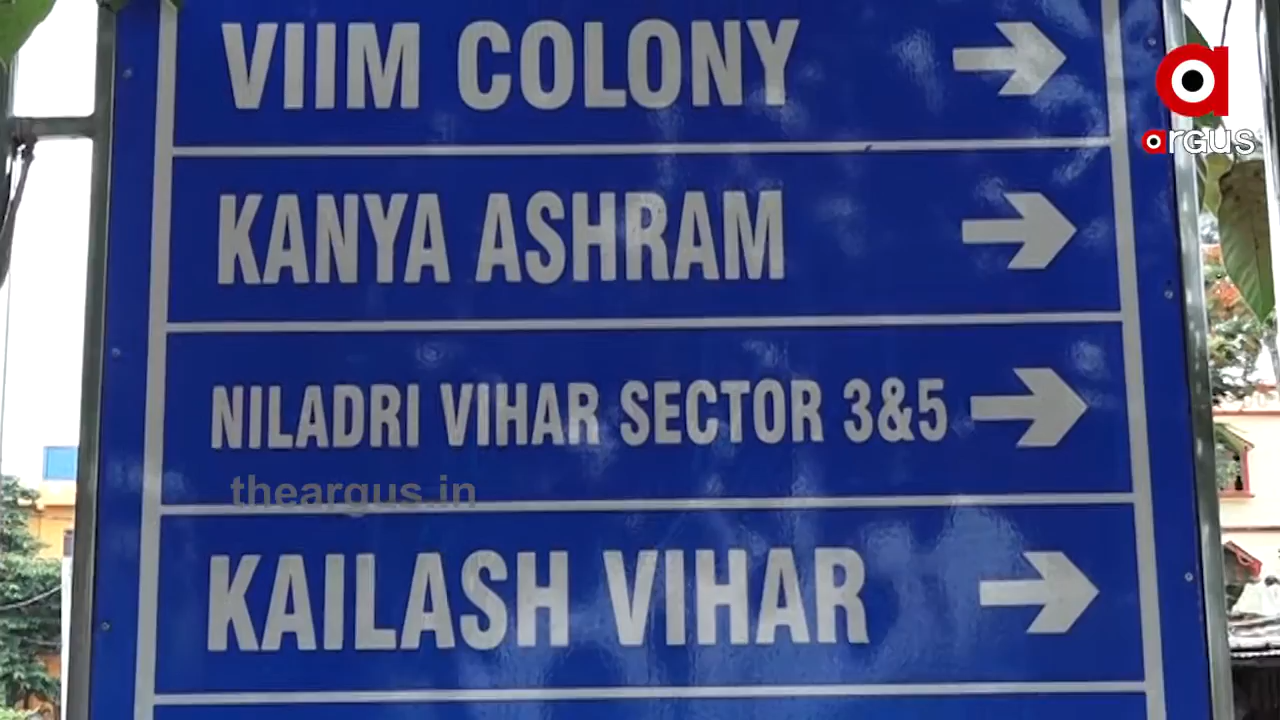 VIIM COLONY
argus
KANYA ASHRAM
NILADRI VIHAR SECTOR 3&5
theargus.in
KAILASH VIHAR